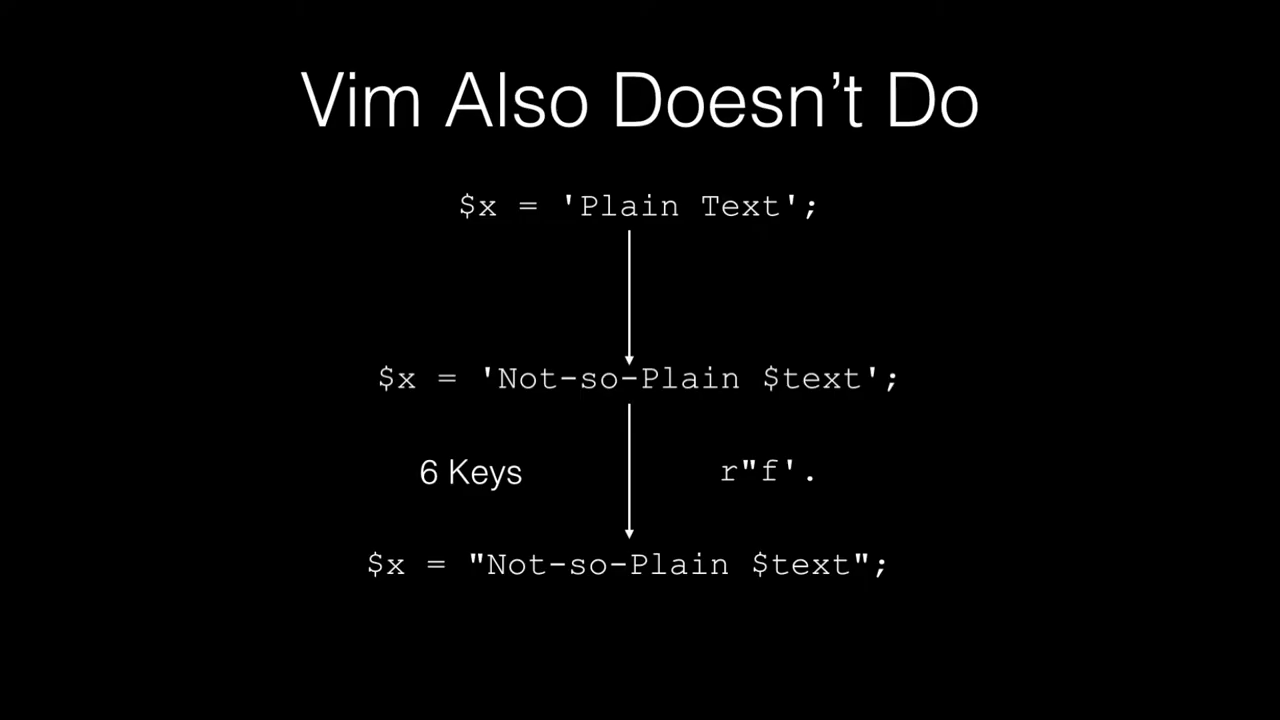 Vim Also Doesn’t Do
$x = 'Plain Text';
$x = 'Not-so-Plain $text';
6 Keys
r"f'.
$x = "Not-so-Plain $text";